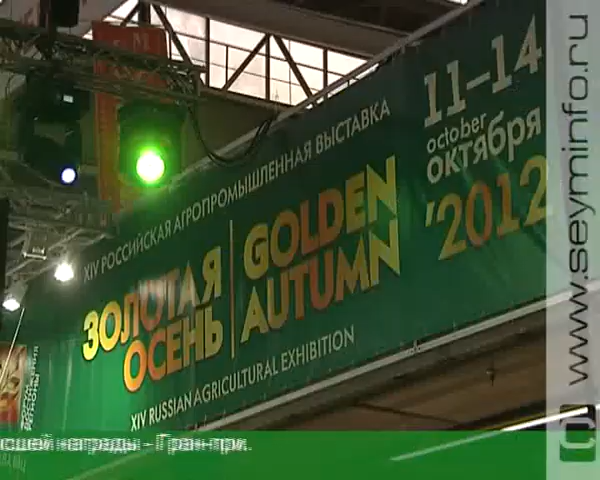 XIV РОССИЙСКАЯ АГРОПРОМЫШЛЕННАЯ ВЫСТАВКА
ЗОЛОТАЯ
ОСЕНЬ
GOLDEN
AUTUMN
XIV RUSSIAN AGRICULTURAL EXHIBITION
11–14
october
октября
'2012
www.seyminfo.ru
награды - Гран-при.